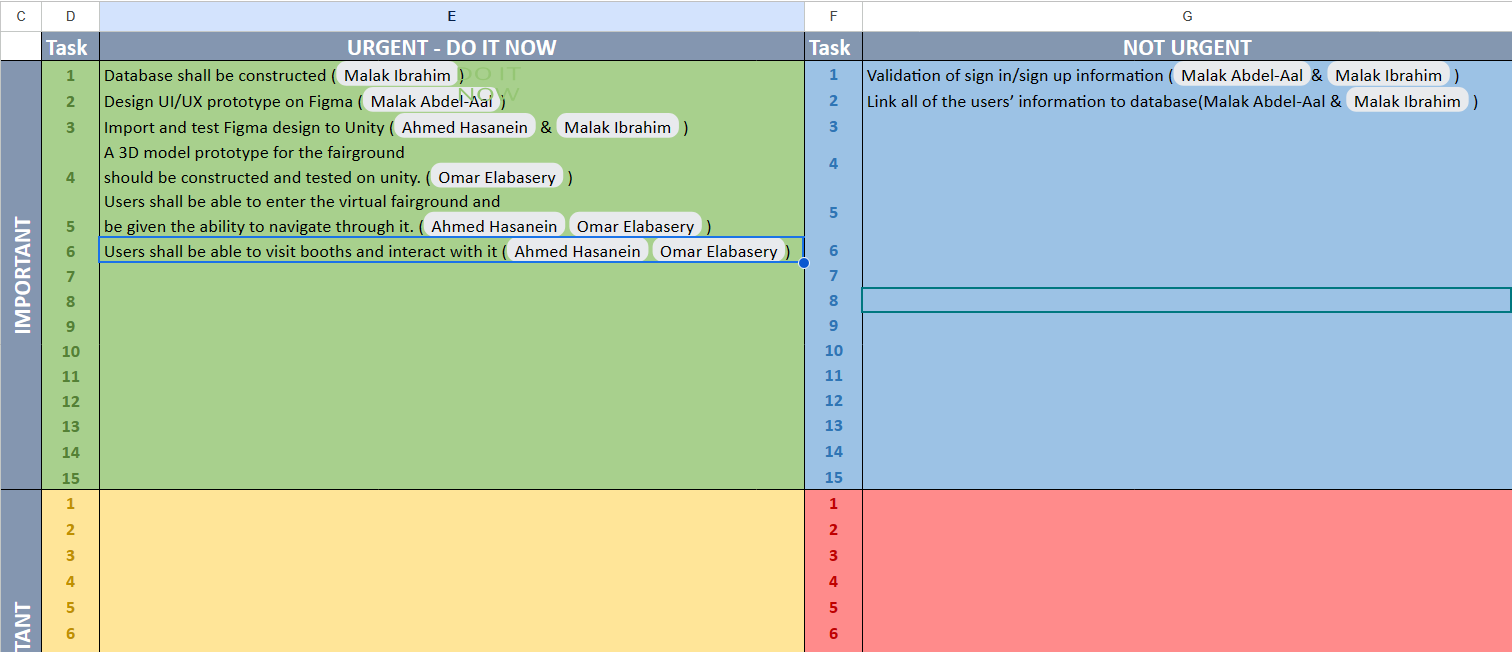 C D E F G
Task URGENT - DO IT NOW Task NOT URGENT
IMPORTANT
DO IT
NOW
1 Database shall be constructed ( Malak Ibrahim )
2 Design UI/UX prototype on Figma ( Malak Abdel-Aal )
3 Import and test Figma design to Unity ( Ahmed Hasanein & Malak Ibrahim )
A 3D model prototype for the fairground
4 should be constructed and tested on unity. ( Omar Elabasery )
Users shall be able to enter the virtual fairground and
5 be given the ability to navigate through it. ( Ahmed Hasanein Omar Elabasery )
6 Users shall be able to visit booths and interact with it ( Ahmed Hasanein Omar Elabasery )
7
8
9
10
11
12
13
14
15
1 Validation of sign in/sign up information ( Malak Abdel-Aal & Malak Ibrahim )
2 Link all of the users’ information to database(Malak Abdel-Aal & Malak Ibrahim )
3
4
5
6
7
8
9
10
11
12
13
14
15
TANT
1
2
3
4
5
6
1
2
3
4
5
6